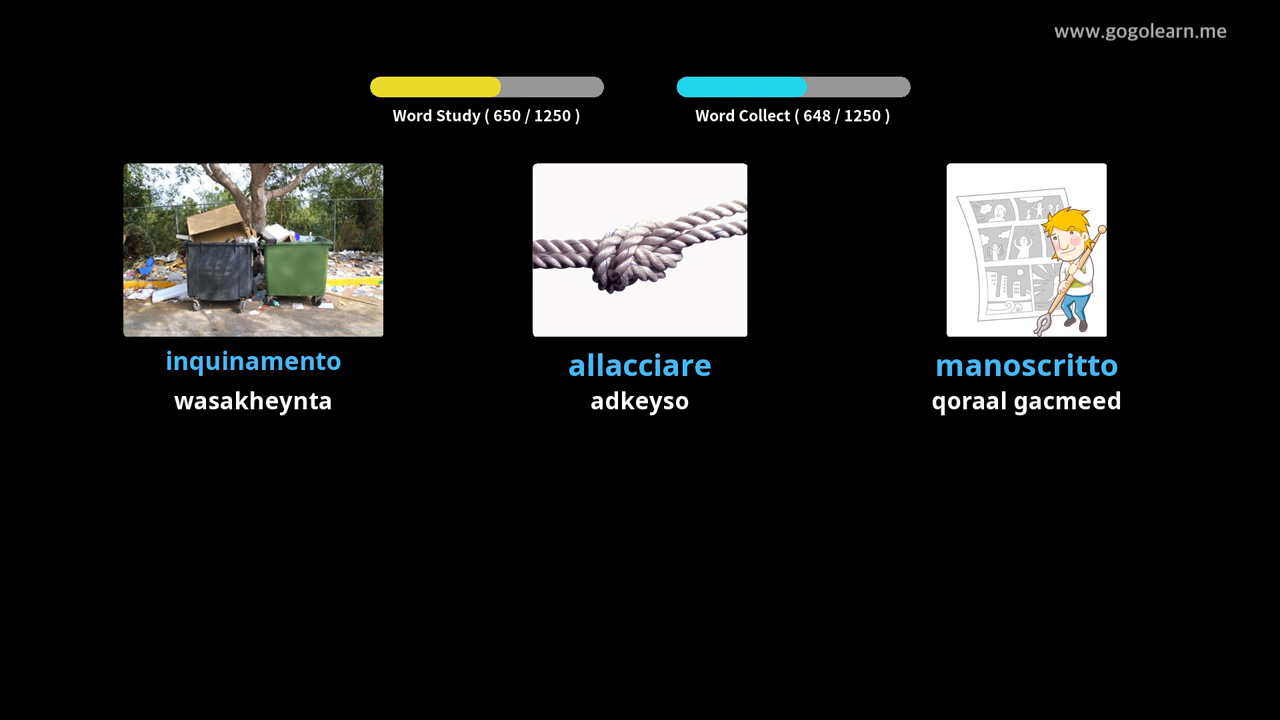 www.gogolearn.me
Word Study ( 650 / 1250 )
Word Collect ( 648 / 1250 )
inquinamento
wasakheynta
allacciare
adkeyso
manoscritto
qoraal gacmeed